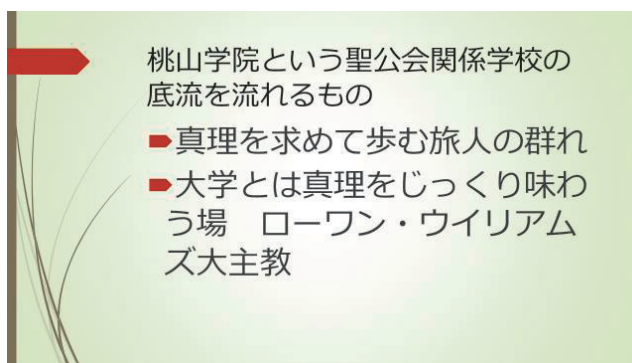 桃山学院という聖公会関係学校の
底流を流れるもの
真理を求めて歩む旅人の群れ
大学とは真理をじっくり味わ
う場　ローワン・ウイリアム
ズ大主教